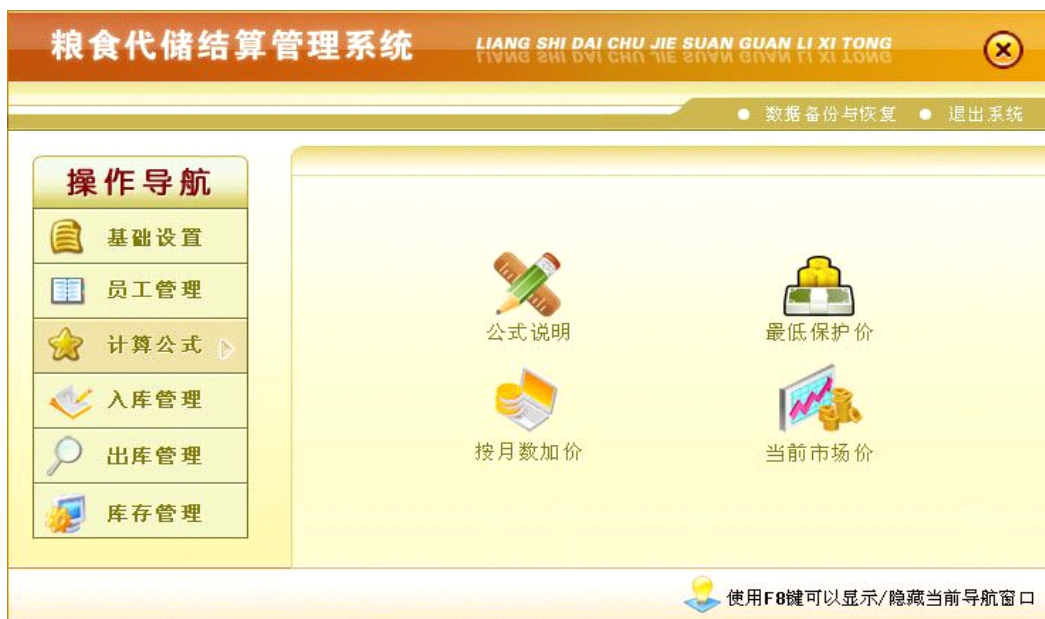 粮食代储结算管理系统 LIANG SHI DAI CHU JIE SUAN GUAN LI XI TONG
数据备份与恢复 退出系统
操作导航
基础设置
员工管理
计算公式
入库管理
出库管理
库存管理
公式说明 最低保护价
按月数加价 当前市场价
使用F8键可以显示/隐藏当前导航窗口